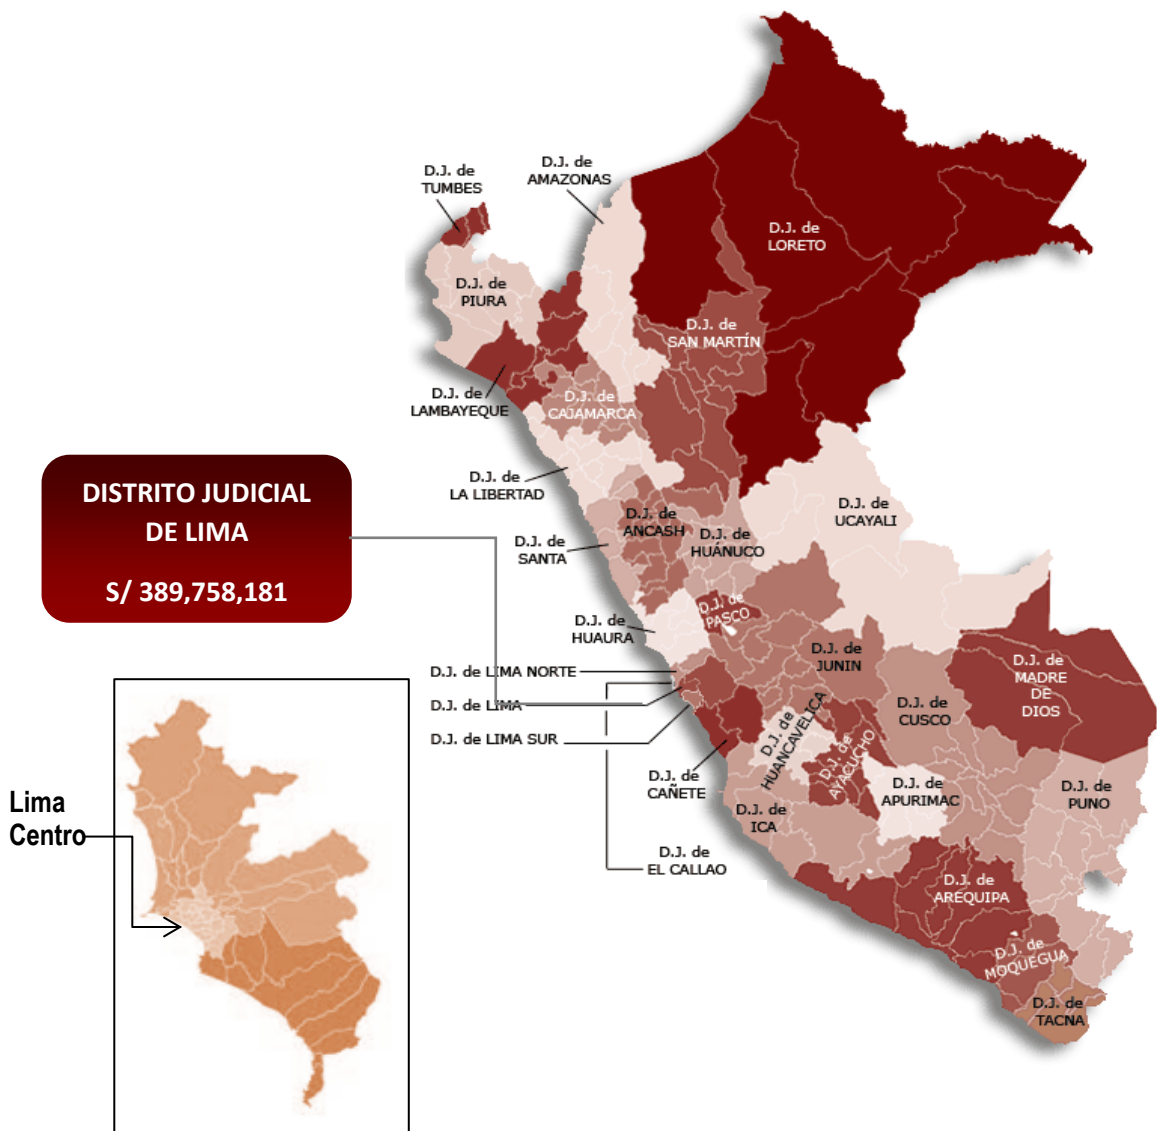 D.J. de
TUMBES
D.J. de
AMAZONAS
D.J. de
LORETO
D.J. de
PIURA
D.J. de
SAN MARTÍN
D.J. de
LAMBAYEQUE
D.J. de
CAJAMARCA
D.J. de
LA LIBERTAD
DISTRITO JUDICIAL
DE LIMA
S/ 389,758,181
D.J. de
UCAYALI
D.J. de
ANCASH
D.J. de
HUÁNUCO
D.J. de
SANTA
D.J. de
PASCO
D.J. de
HUAURA
D.J. de
JUNIN
D.J. de
MADRE
DE
DIOS
D.J. de LIMA NORTE
D.J. de LIMA
D.J. de LIMA SUR
D.J. de
CUSCO
D.J. de
HUANCAVELICA
D.J. de
AYACUCHO
D.J. de
CAÑETE
D.J. de
APURIMAC
D.J. de
PUNO
D.J. de
ICA
D.J. de
EL CALLAO
D.J. de
AREQUIPA
D.J. de
MOQUEGUA
D.J. de
TACNA
Lima
Centro